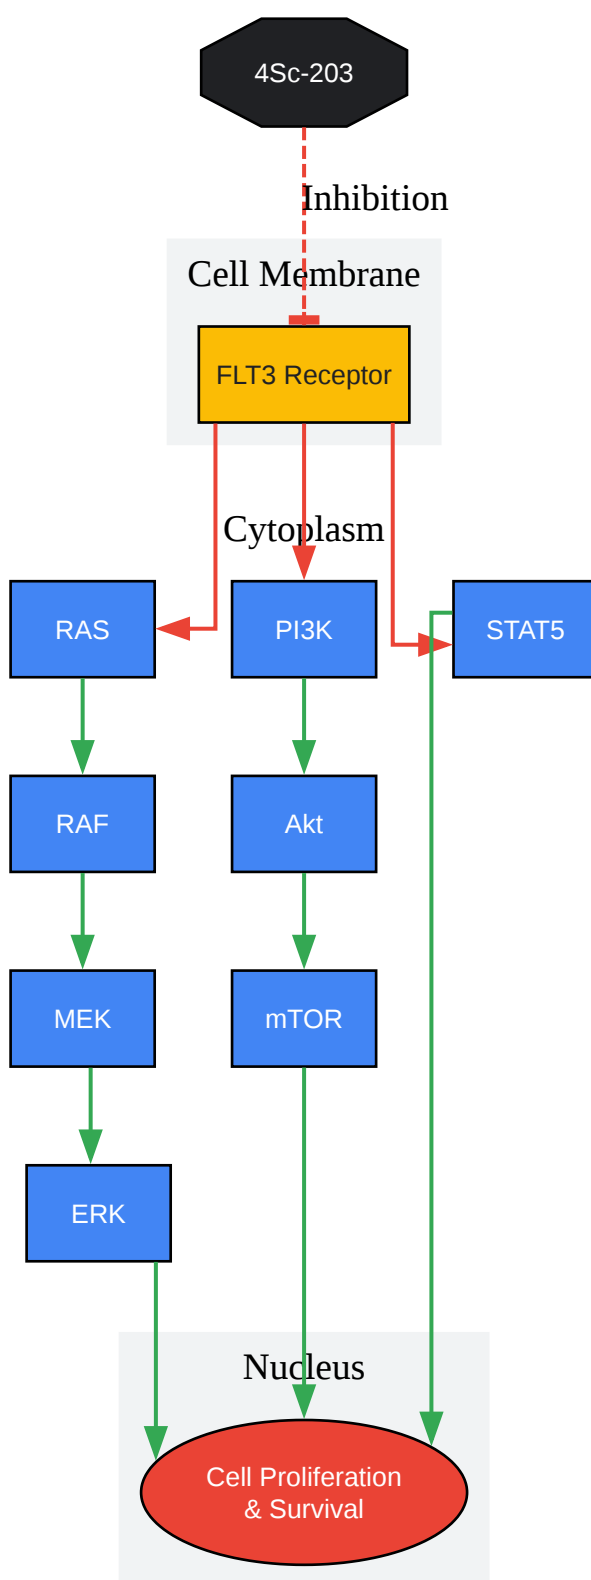 4Sc-203
Inhibition
Cell Membrane
FLT3 Receptor
Cytoplasm
RAS
PI3K
STAT5
RAF
Akt
MEK
mTOR
ERK
Nucleus
Cell Proliferation
& Survival